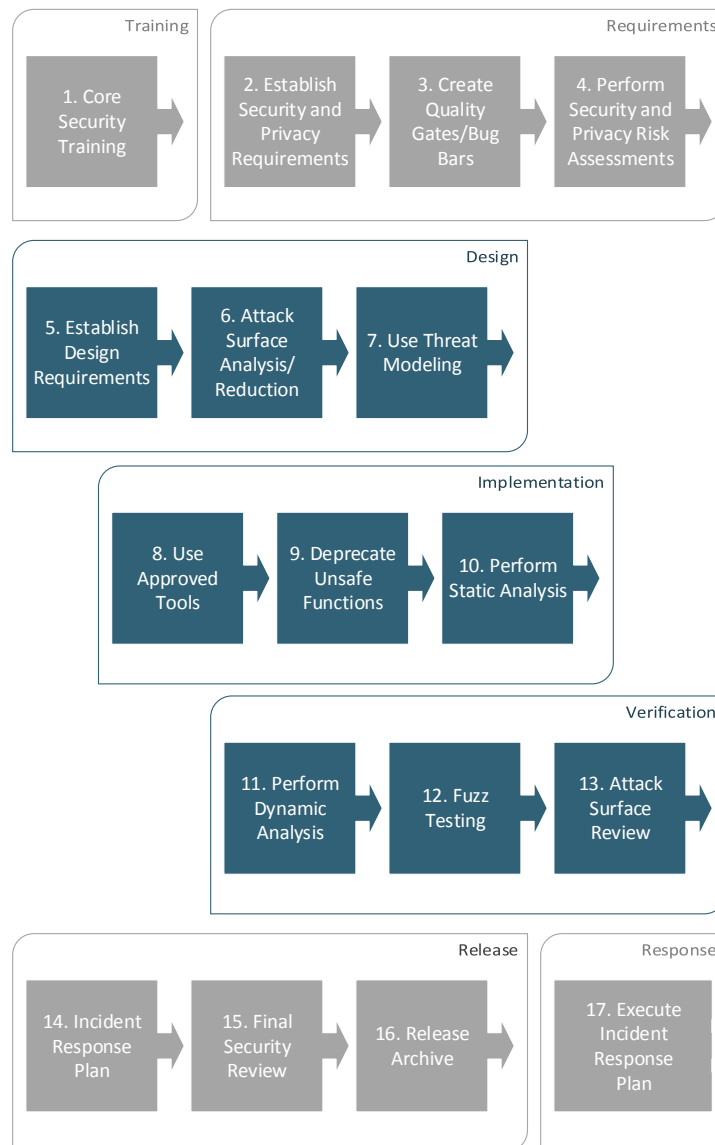 Training
1. Core
Security
Training
Requirements
2. Establish
Security and
Privacy
Requirements
3. Create
Quality
Gates/Bug
Bars
4. Perform
Security and
Privacy Risk
Assessments
Design
5. Establish
Design
Requirements
6. Attack
Surface
Analysis/
Reduction
7. Use Threat
Modeling
Implementation
8. Use
Approved
Tools
9. Deprecate
Unsafe
Functions
10. Perform
Static Analysis
Verification
11. Perform
Dynamic
Analysis
12. Fuzz
Testing
13. Attack
Surface
Review
Release
14. Incident
Response
Plan
15. Final
Security
Review
16. Release
Archive
Response
17. Execute
Incident
Response
Plan